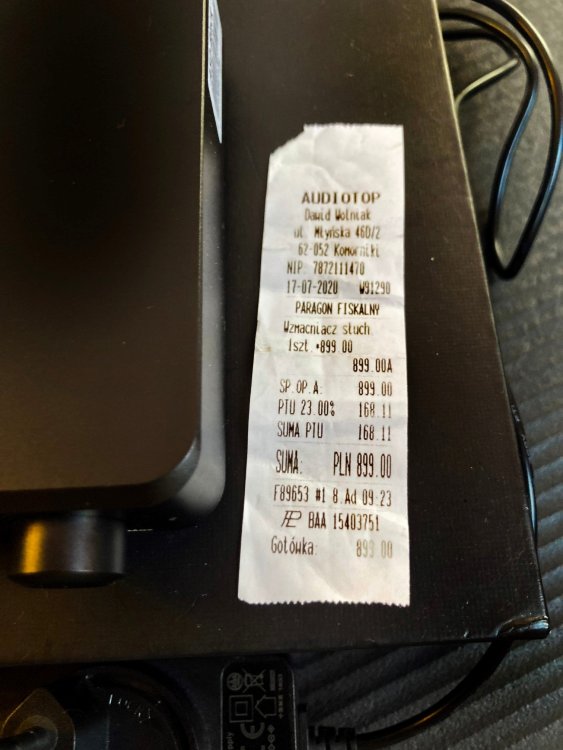 AUDIOTOP
Dawid Wolniak
ul. Młyńska 460/2
62-052 Komorniki
NIP: 7872111470
17-07-2020 W91290
PARAGON FISKALNY
Wzmacniacz słuch.
1szt.*899.00
899.00A
SP.OP.A: 899.00
PTU 23.00% 168.11
SUMA PTU 168.11
SUMA: PLN 899.00
F89653 #1 8.Ad 09:23
BAA 15403751
Gotówka: 899.00